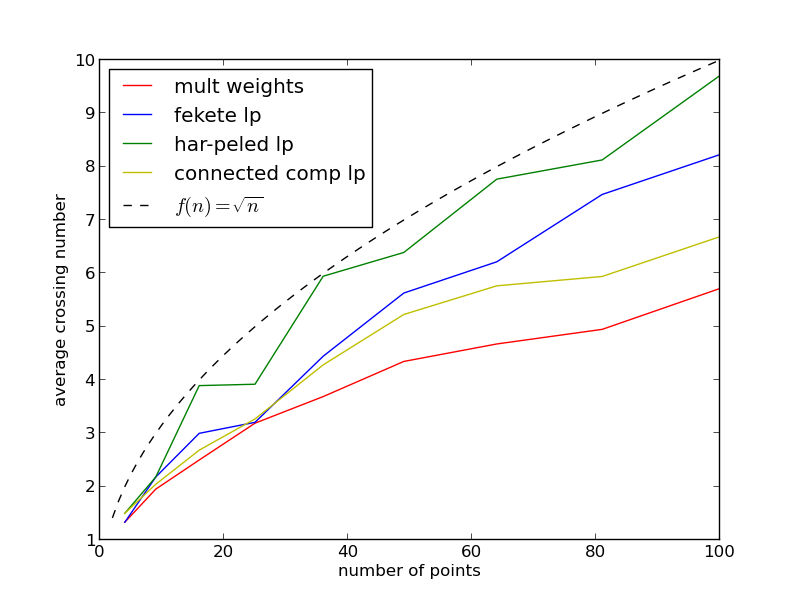 10
9
8
7
6
5
4
3
2
1
average crossing number
mult weights
fekete lp
har-peled lp
connected comp lp
f(n)=√n
0 20 40 60 80 100
number of points